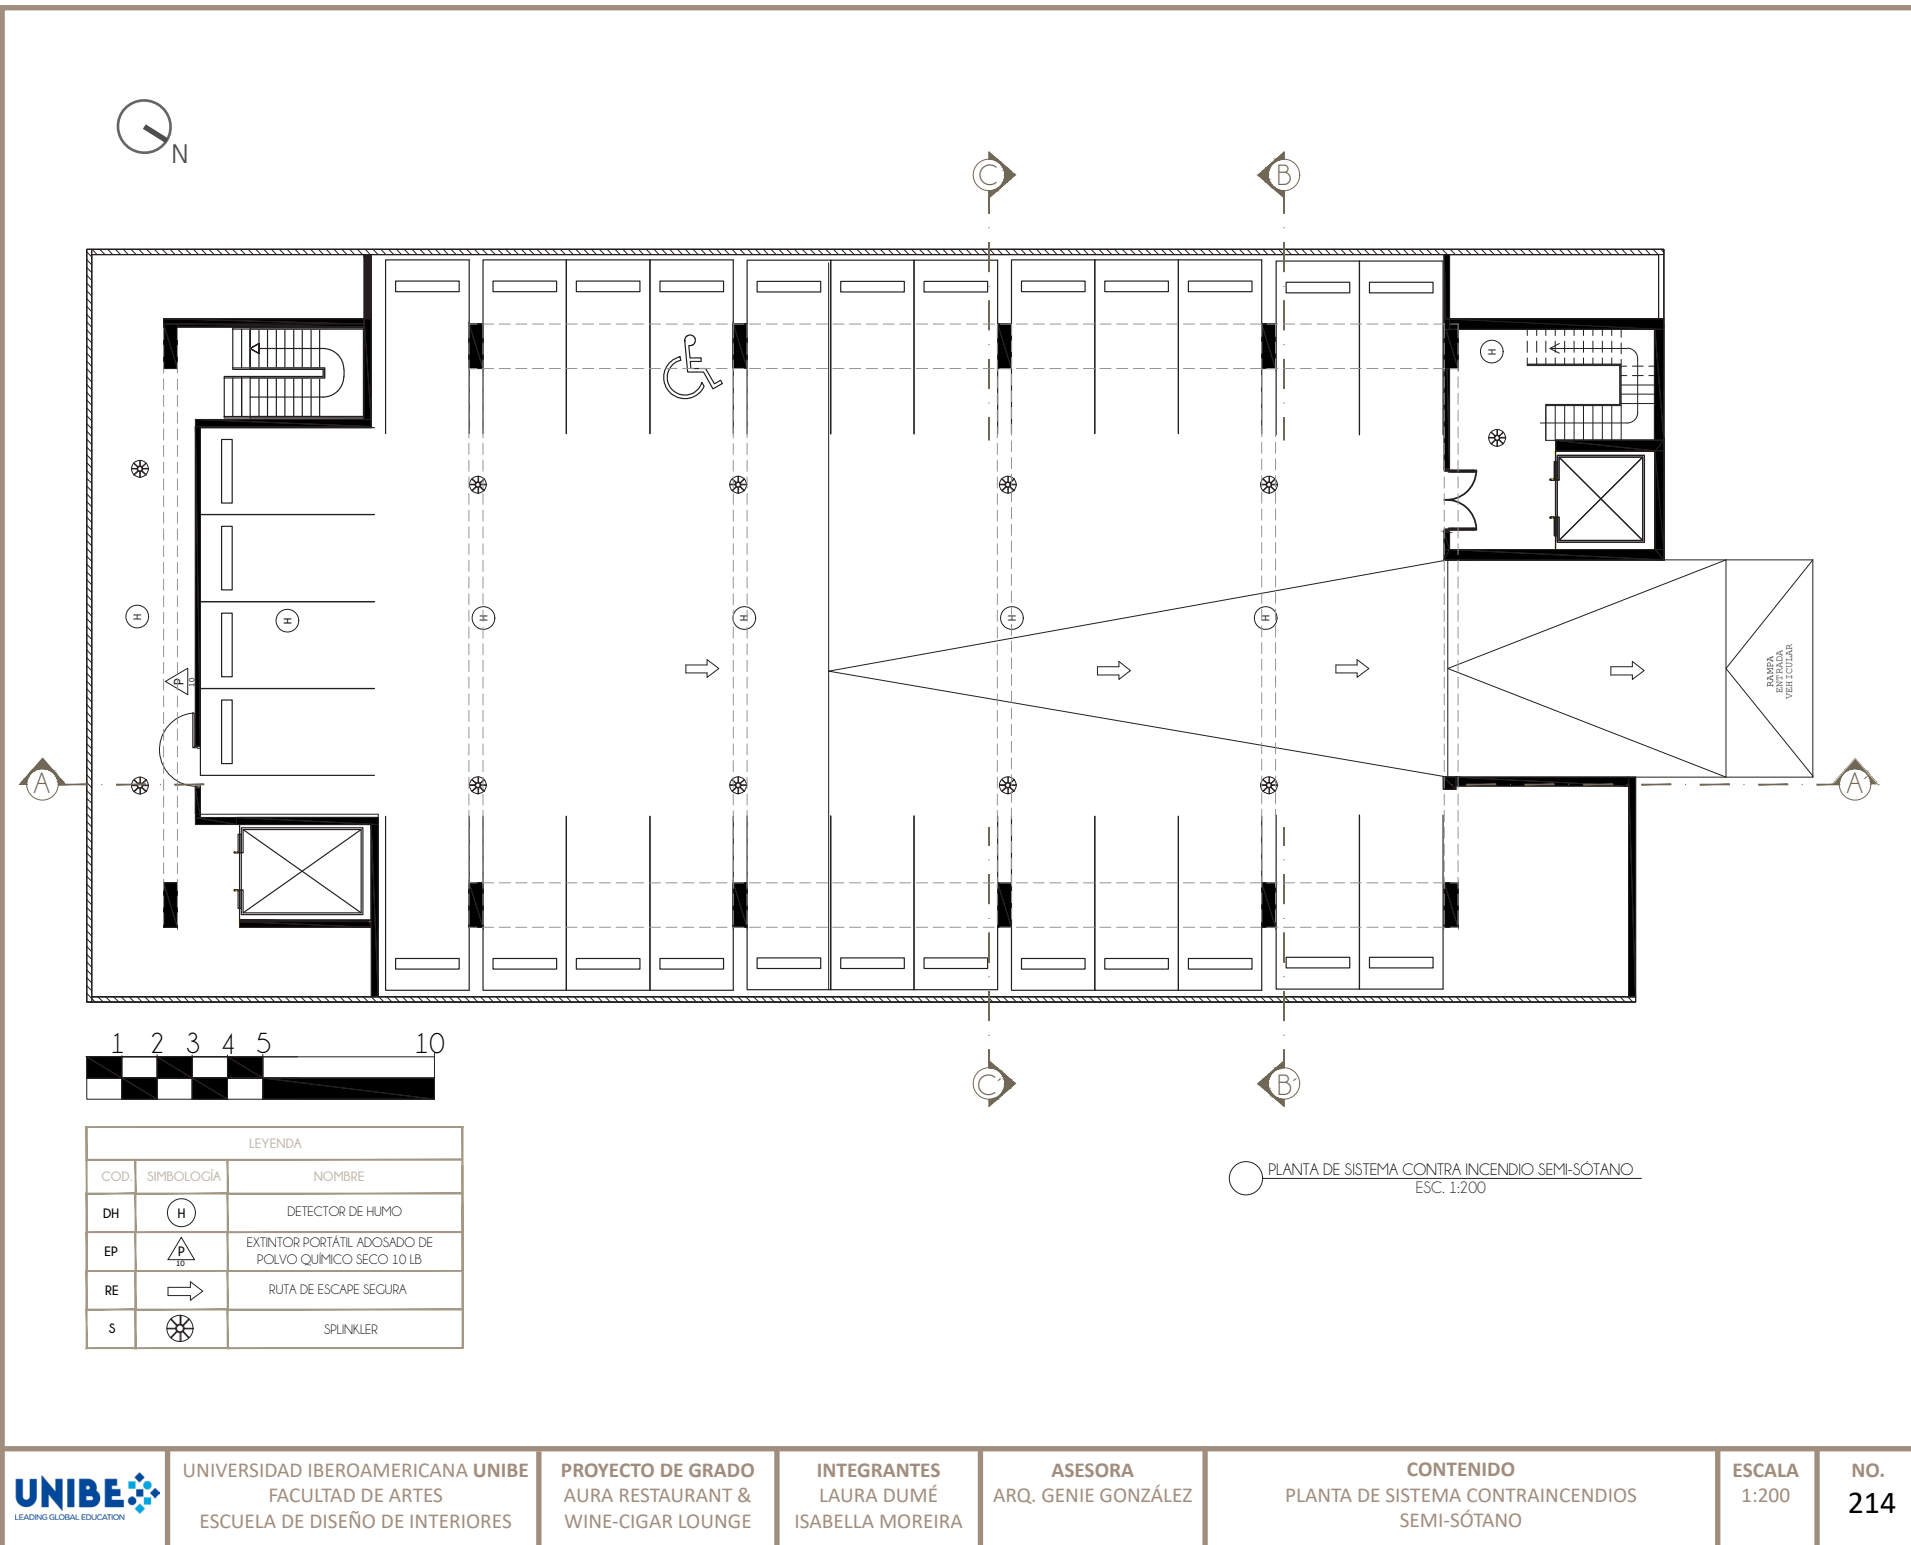 N
C
B
H
H
H
H
H
H
H
P
10
RAMPA
ENTRADA
VEHICULAR
A
A´
1 2 3 4 5 10
C´
B´
LEYENDA
COD. SIMBOLOGÍA NOMBRE
DH H DETECTOR DE HUMO
EP P 10 EXTINTOR PORTÁTIL ADOSADO DE
POLVO QUÍMICO SECO 10 LB
RE RUTA DE ESCAPE SEGURA
S SPLINKLER
PLANTA DE SISTEMA CONTRA INCENDIO SEMI-SÓTANO
ESC. 1:200
UNIBE
LEADING GLOBAL EDUCATION
UNIVERSIDAD IBEROAMERICANA UNIBE
FACULTAD DE ARTES
ESCUELA DE DISEÑO DE INTERIORES
PROYECTO DE GRADO
AURA RESTAURANT &
WINE-CIGAR LOUNGE
INTEGRANTES
LAURA DUMÉ
ISABELLA MOREIRA
ASESORA
ARQ. GENIE GONZÁLEZ
CONTENIDO
PLANTA DE SISTEMA CONTRAINCENDIOS
SEMI-SÓTANO
ESCALA
1:200
NO.
214